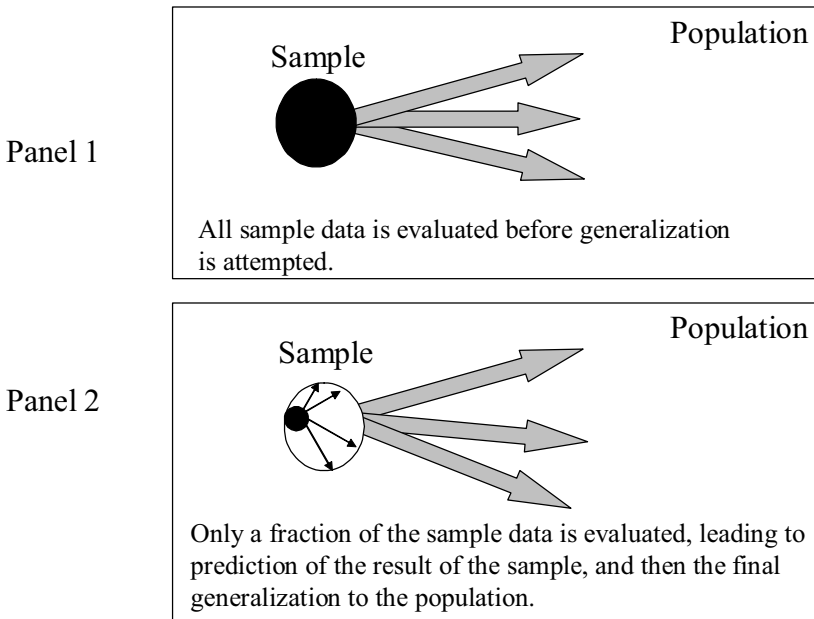 Population
Sample
Panel 1
All sample data is evaluated before generalization
is attempted.
Population
Sample
Panel 2
Only a fraction of the sample data is evaluated, leading to
prediction of the result of the sample, and then the final
generalization to the population.